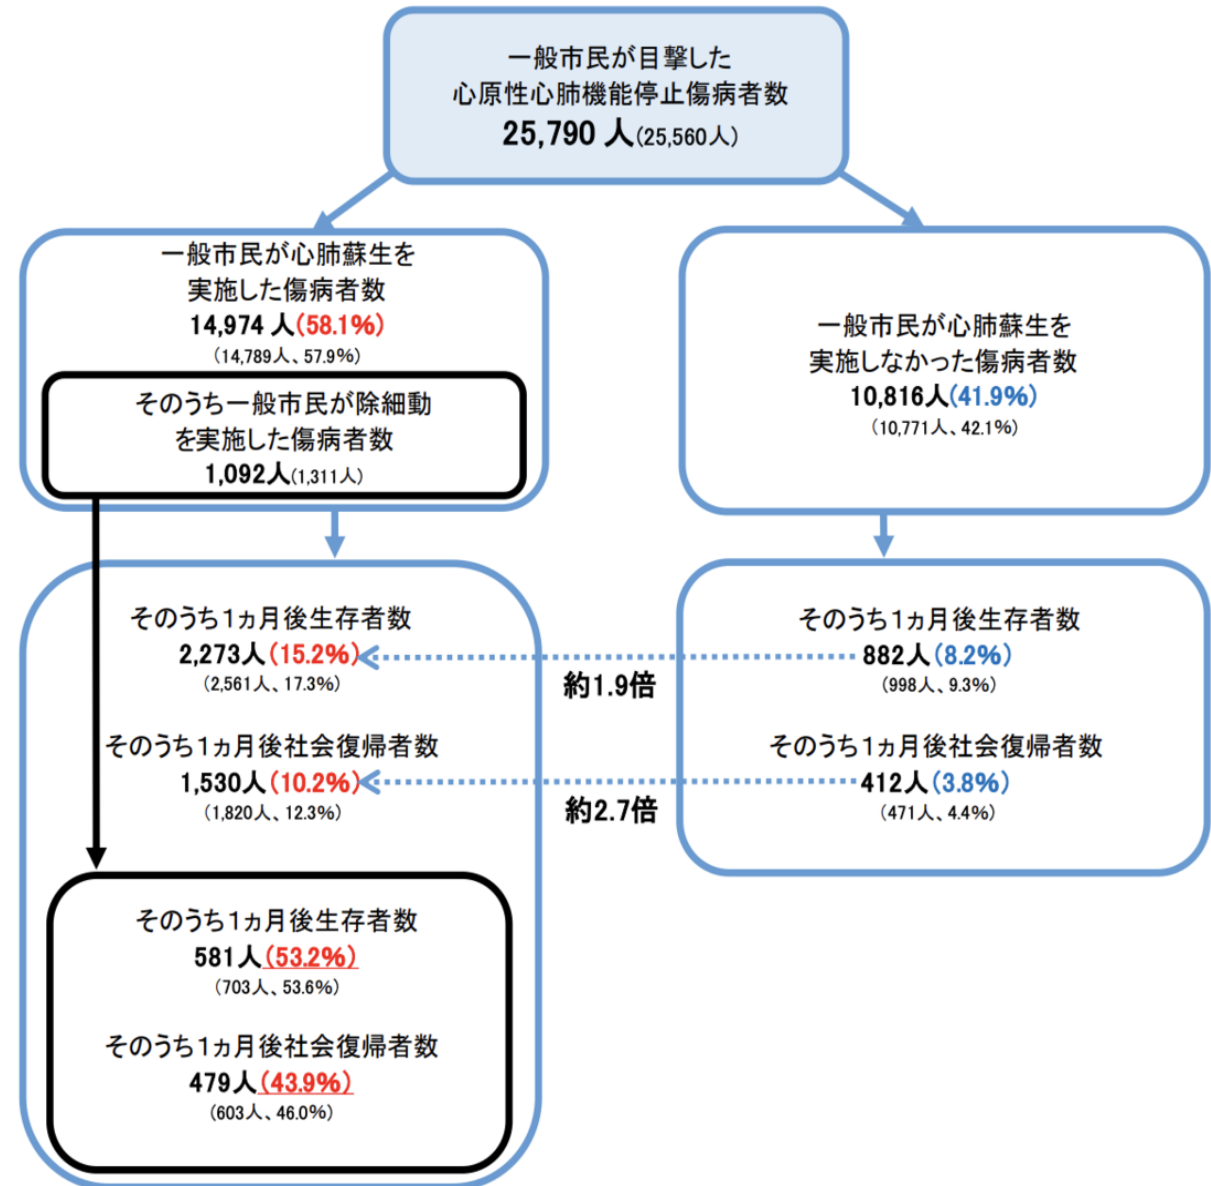 一般市民が目撃した
心原性心肺機能停止傷病者数
25,790 人(25,560人)
一般市民が心肺蘇生を
実施した傷病者数
14,974 人(58.1%)
(14,789人、57.9%)
そのうち一般市民が除細動
を実施した傷病者数
1,092人(1,311人)
一般市民が心肺蘇生を
実施しなかった傷病者数
10,816人(41.9%)
(10,771人、42.1%)
そのうち1ヵ月後生存者数
2,273人(15.2%)
(2,561人、17.3%)
そのうち1ヵ月後社会復帰者数
1,530人(10.2%)
(1,820人、12.3%)
約1.9倍
約2.7倍
そのうち1ヵ月後生存者数
882人(8.2%)
(998人、9.3%)
そのうち1ヵ月後社会復帰者数
412人(3.8%)
(471人、4.4%)
そのうち1ヵ月後生存者数
581人(53.2%)
(703人、53.6%)
そのうち1ヵ月後社会復帰者数
479人(43.9%)
(603人、46.0%)